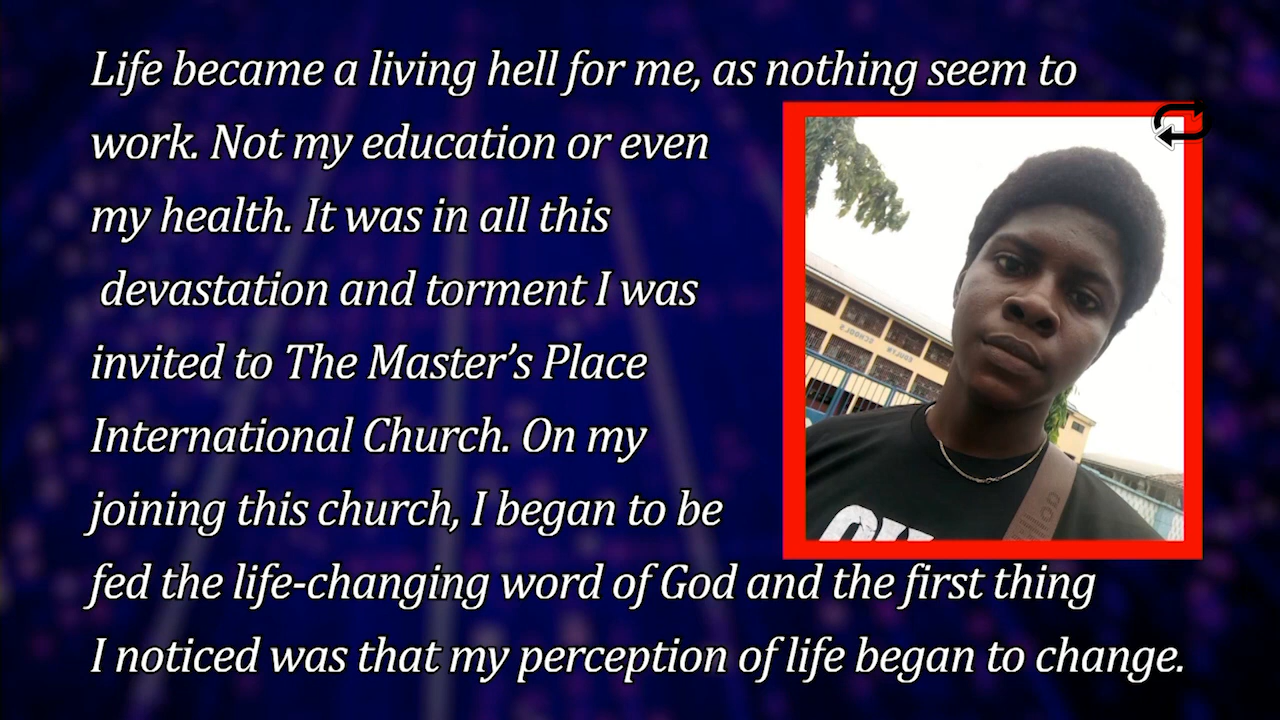 Life became a living hell for me, as nothing seem to
work. Not my education or even
my health. It was in all this
devastation and torment I was
invited to The Master's Place
International Church. On my
joining this church, I began to be
fed the life-changing word of God and the first thing
I noticed was that my perception of life began to change.